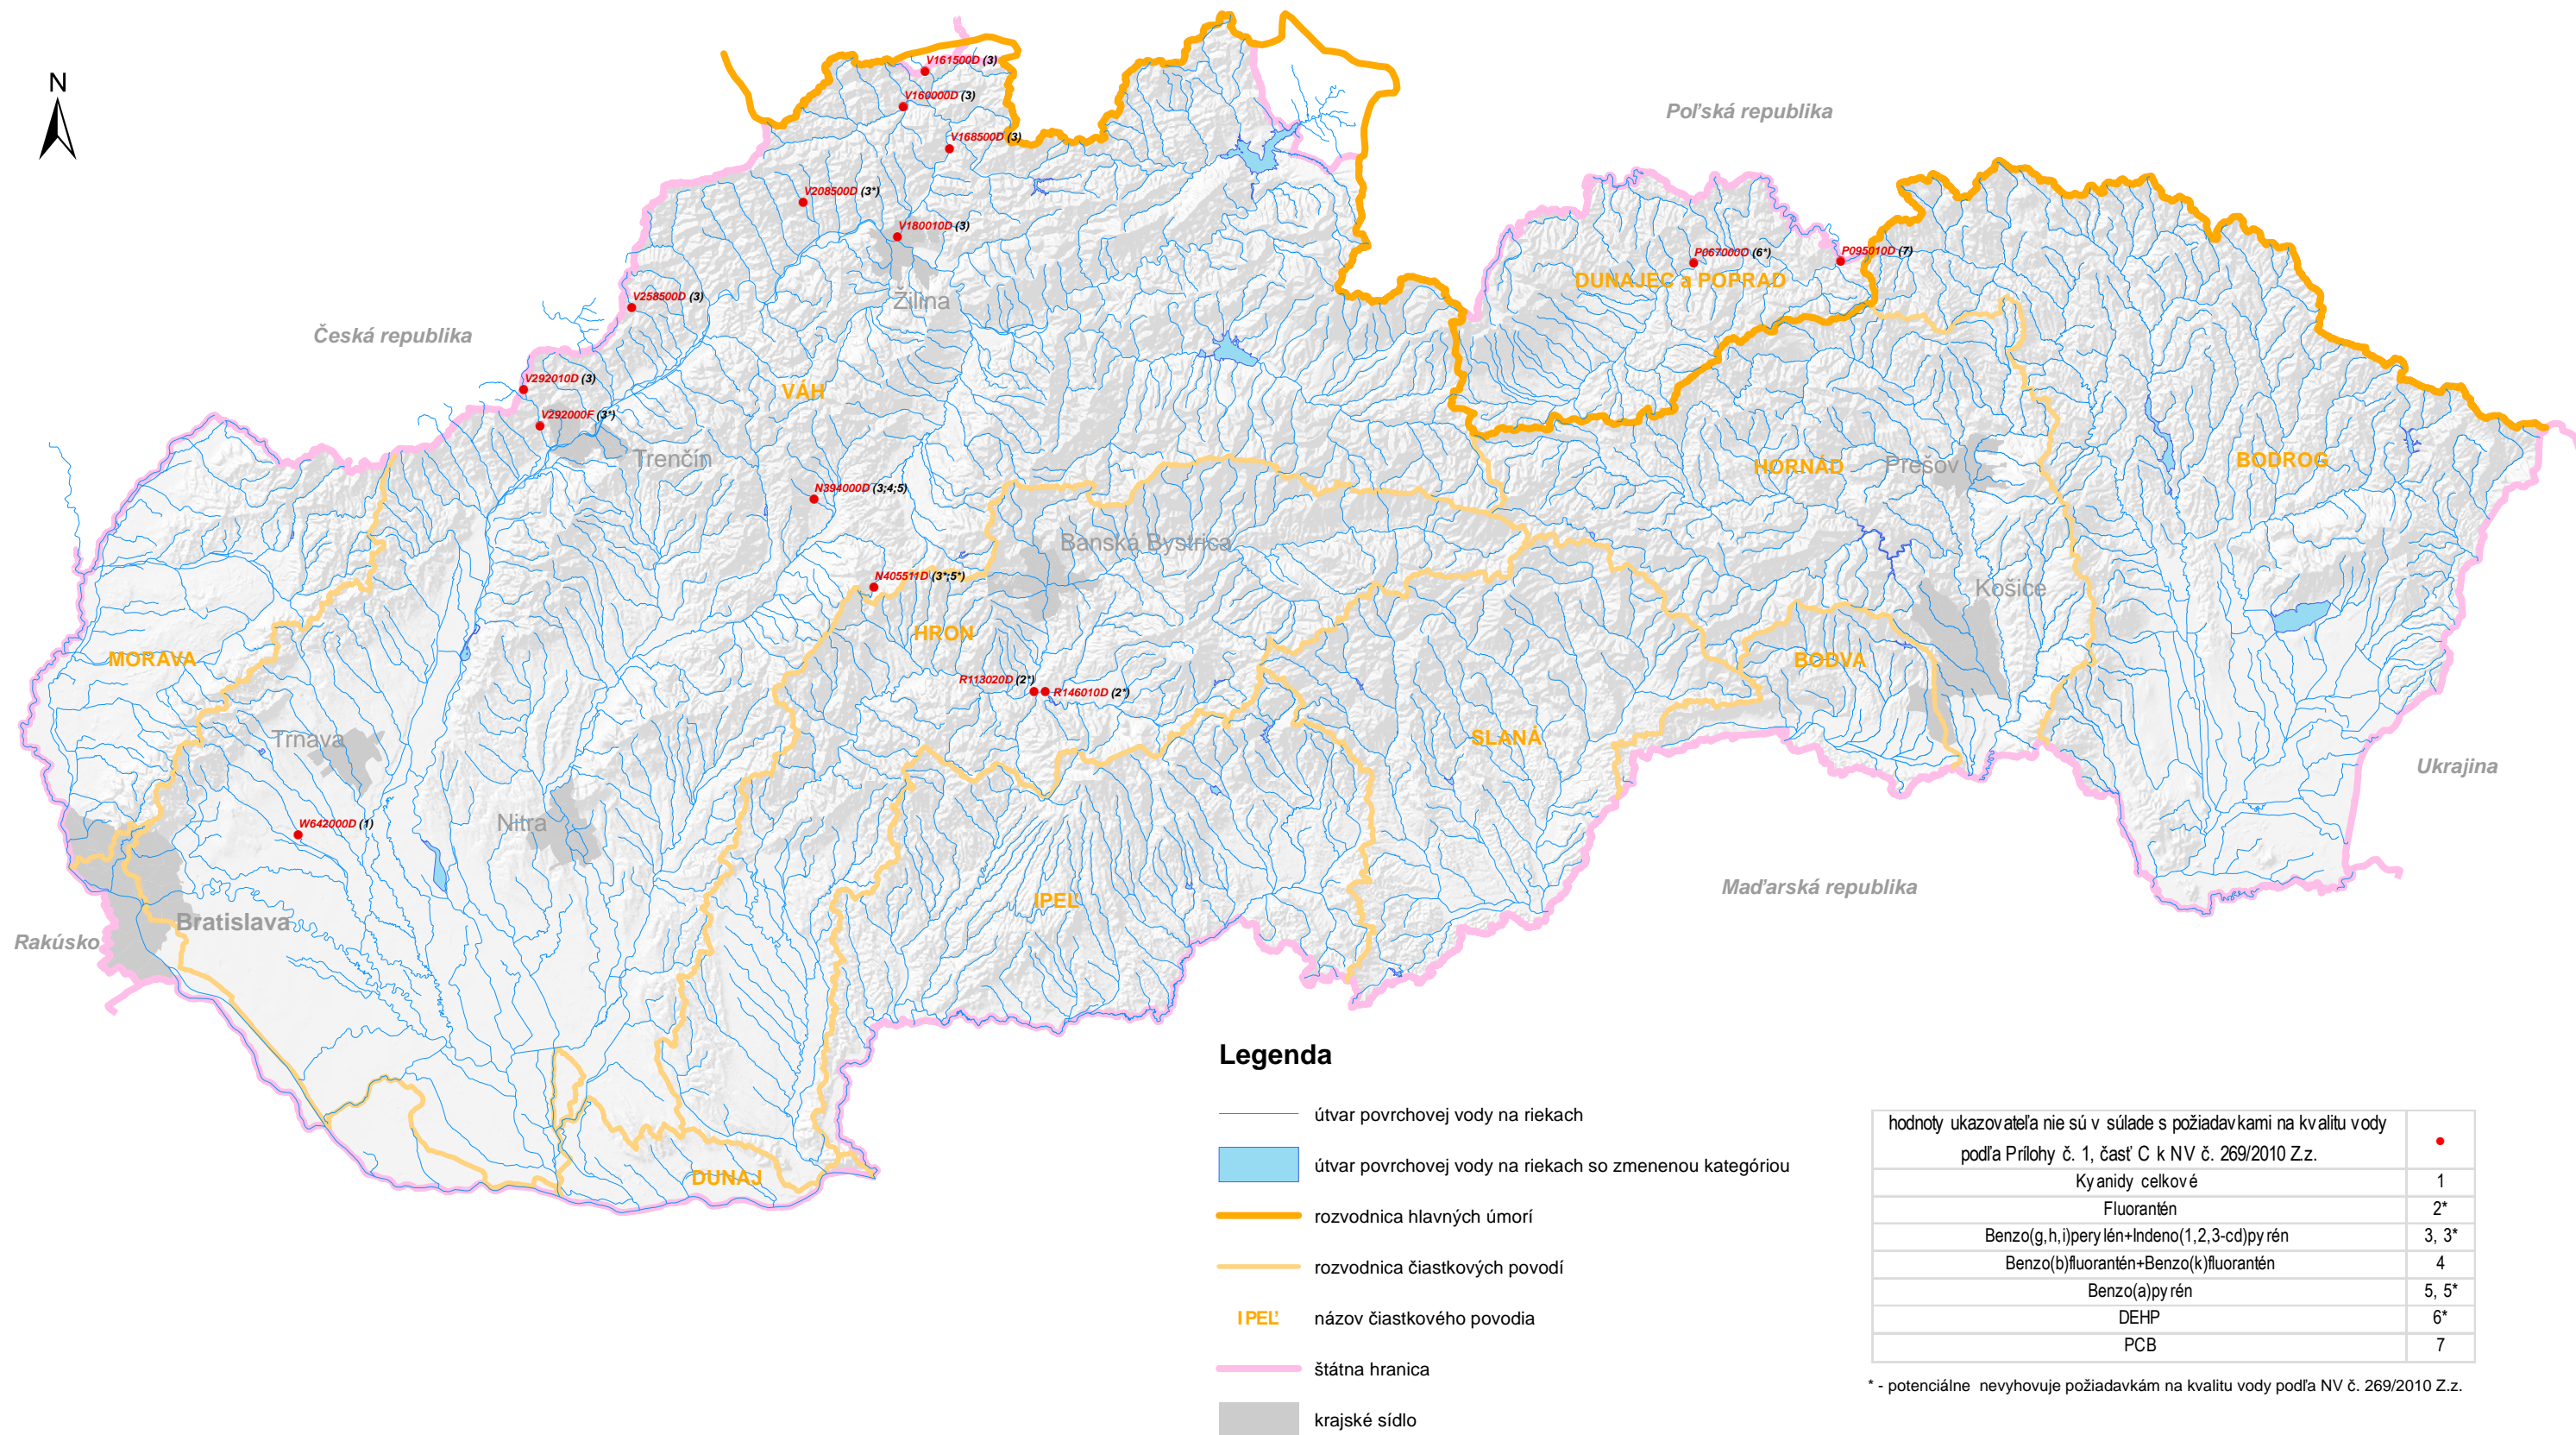 N
V161500D (3)
V160000D (3)
V168500D (3)
Poľská republika
V208500D (3*)
V180010D (3)
P067000O (6*)
P095010D (7)
DUNAJEC a POPRAD
Žilina
V258500D (3)
Česká republika
V292010D (3)
VÁH
V292000F (3*)
Trenčín
HORNÁD
Prešov
BODROG
N394000D (3;4;5)
Banská Bystrica
N405511D (3*;5*)
Košice
HRON
MORAVA
BODVA
R113020D (2*)
R146010D (2*)
Trnava
SLANÁ
Ukrajina
W642000D (1)
Nitra
Maďarská republika
IPEĽ
Bratislava
Rakúsko
DUNAJ
Legenda
útvar povrchovej vody na riekach
útvar povrchovej vody na riekach so zmenenou kategóriou
rozvodnica hlavných úmorí
rozvodnica čiastkových povodí
IPEĽ názov čiastkového povodia
štátna hranica
krajské sídlo
hodnoty ukazovateľa nie sú v súlade s požiadavkami na kvalitu vody
podľa Prílohy č. 1, časť C k NV č. 269/2010 Z.z.
Kyanidy celkové 1
Fluorantén 2*
Benzo(g,h,i)perylén+Indeno(1,2,3-cd)pyrén 3, 3*
Benzo(b)fluorantén+Benzo(k)fluorantén 4
Benzo(a)pyrén 5, 5*
DEHP 6*
PCB 7
* - potenciálne nevyhovuje požiadavkám na kvalitu vody podľa NV č. 269/2010 Z.z.